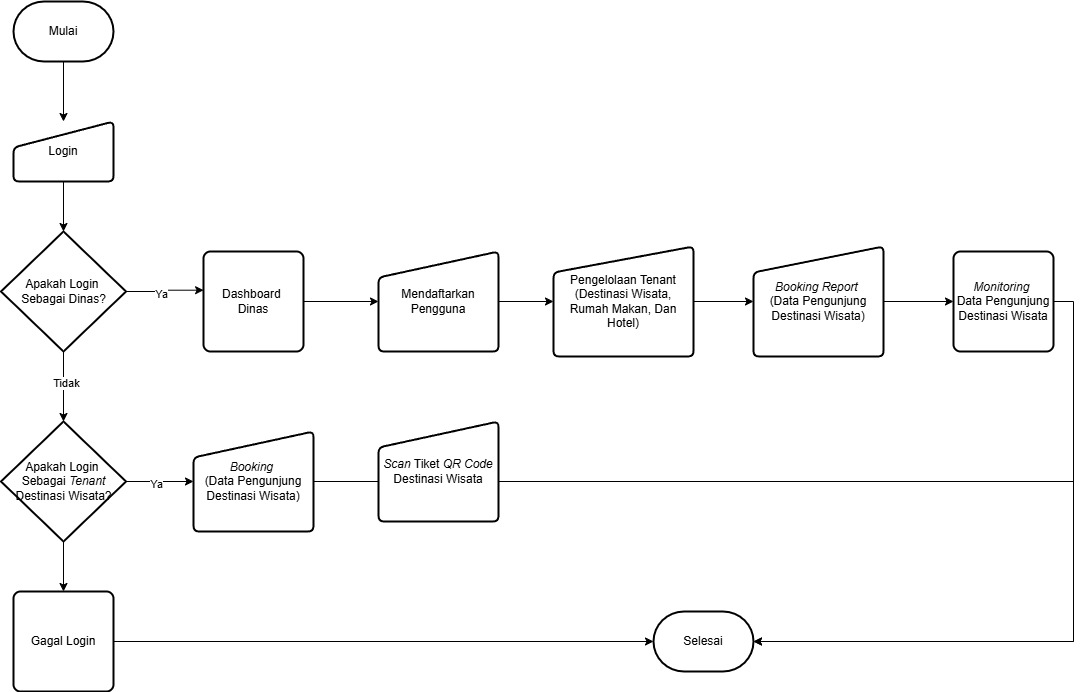 Mulai
Login
Apakah Login
Sebagai Dinas?
Ya
Dashboard
Dinas
Mendaftarkan
Pengguna
Pengelolaan Tenant
(Destinasi Wisata,
Rumah Makan, Dan
Hotel)
Booking Report
(Data Pengunjung
Destinasi Wisata)
Monitoring
Data Pengunjung
Destinasi Wisata
Tidak
Apakah Login
Sebagai Tenant
Destinasi Wisata?
Ya
Booking
(Data Pengunjung
Destinasi Wisata)
Scan Tiket QR Code
Destinasi Wisata
Gagal Login
Selesai